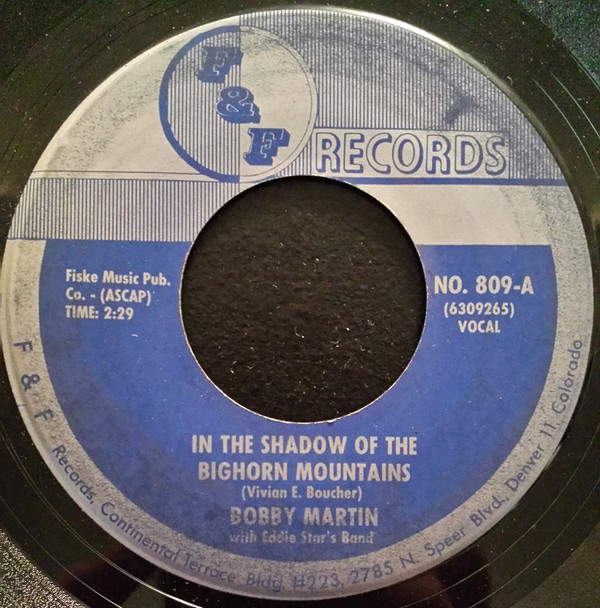 F
&
F
RECORDS
Fiske Music Pub.
Co. - (ASCAP)
TIME: 2:29
NO. 809-A
(6309265)
VOCAL
IN THE SHADOW OF THE
BIGHORN MOUNTAINS
(Vivian E. Boucher)
BOBBY MARTIN
with Eddie Star's Band
F & F Records, Continental Terrace Bldg. #223, 2785 N. Speer Blvd., Denver 11, Colorado